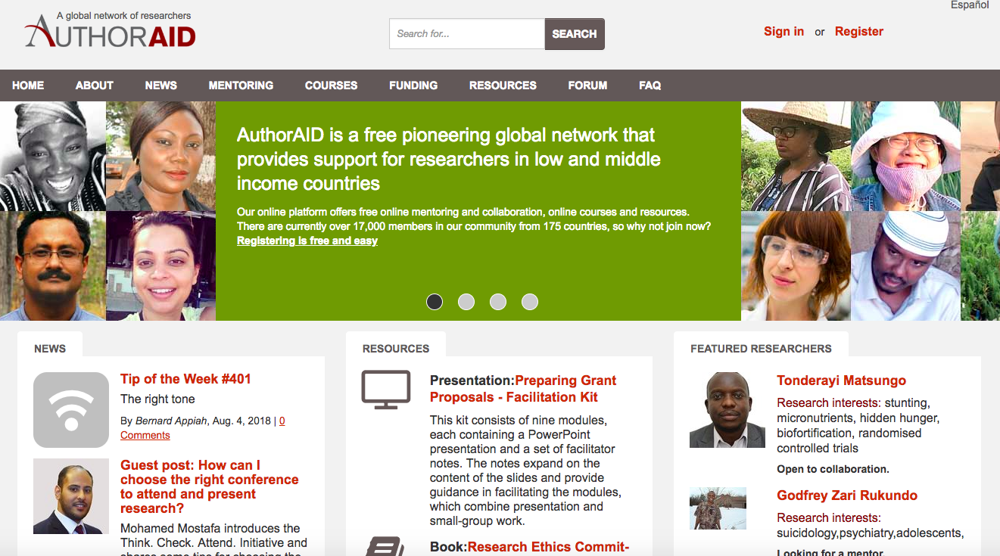 Español
A global network of researchers
AUTHORAID
Search for...
SEARCH
Sign in or Register
HOME ABOUT NEWS MENTORING COURSES FUNDING RESOURCES FORUM FAQ
AuthorAID is a free pioneering global network that
provides support for researchers in low and middle
income countries
Our online platform offers free online mentoring and collaboration, online courses and resources.
There are currently over 17,000 members in our community from 175 countries, so why not join now?
Registering is free and easy
NEWS
Tip of the Week #401
The right tone
By Bernard Appiah, Aug. 4, 2018 | 0
Comments
Guest post: How can I
choose the right conference
to attend and present
research?
Mohamed Mostafa introduces the
Think. Check. Attend. Initiative and
shares some tips for choosing the
RESOURCES
Presentation:Preparing Grant
Proposals - Facilitation Kit
This kit consists of nine modules,
each containing a PowerPoint
presentation and a set of facilitator
notes. The notes expand on the
content of the slides and provide
guidance in facilitating the modules,
which combine presentation and
small-group work.
Book:Research Ethics Commit-
FEATURED RESEARCHERS
Tonderayi Matsungo
Research interests: stunting,
micronutrients, hidden hunger,
biofortification, randomised
controlled trials
Open to collaboration.
Godfrey Zari Rukundo
Research interests:
suicidology,psychiatry,adolescents,
Looking for a mentor.